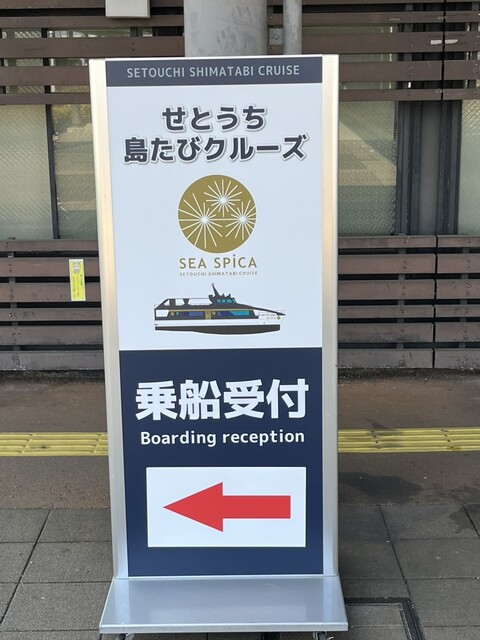 SETOUCHI SHIMATABI CRUISE
せとうち
島たびクルーズ
SEA SPiCA
SETOUCHI SHIMATABI CRUISE
乗船受付
Boarding reception